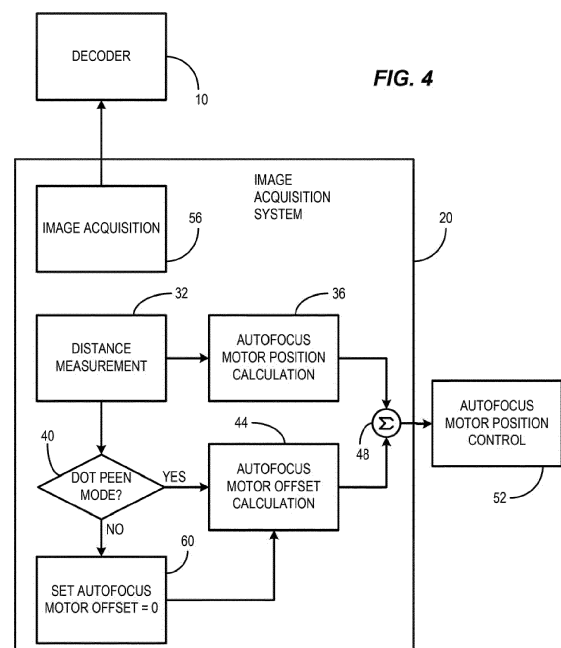 DECODER
10
FIG. 4
IMAGE ACQUISITION
56
IMAGE
ACQUISITION
SYSTEM
20
32
36
DISTANCE
MEASUREMENT
AUTOFOCUS
MOTOR POSITION
CALCULATION
40
DOT PEEN
MODE?
YES
NO
44
AUTOFOCUS
MOTOR OFFSET
CALCULATION
Σ
48
AUTOFOCUS
MOTOR POSITION
CONTROL
52
60
SET AUTOFOCUS
MOTOR OFFSET = 0